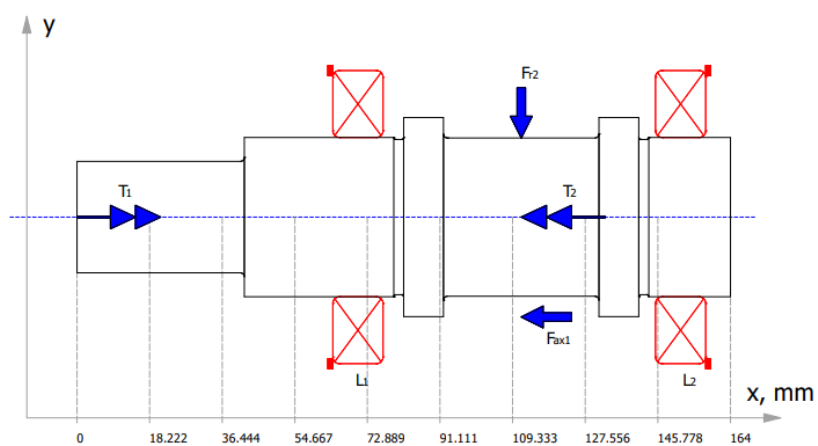 y
Fr2
T1
T2
Fax1
L1
L2
x, mm
0 18.222 36.444 54.667 72.889 91.111 109.333 127.556 145.778 164